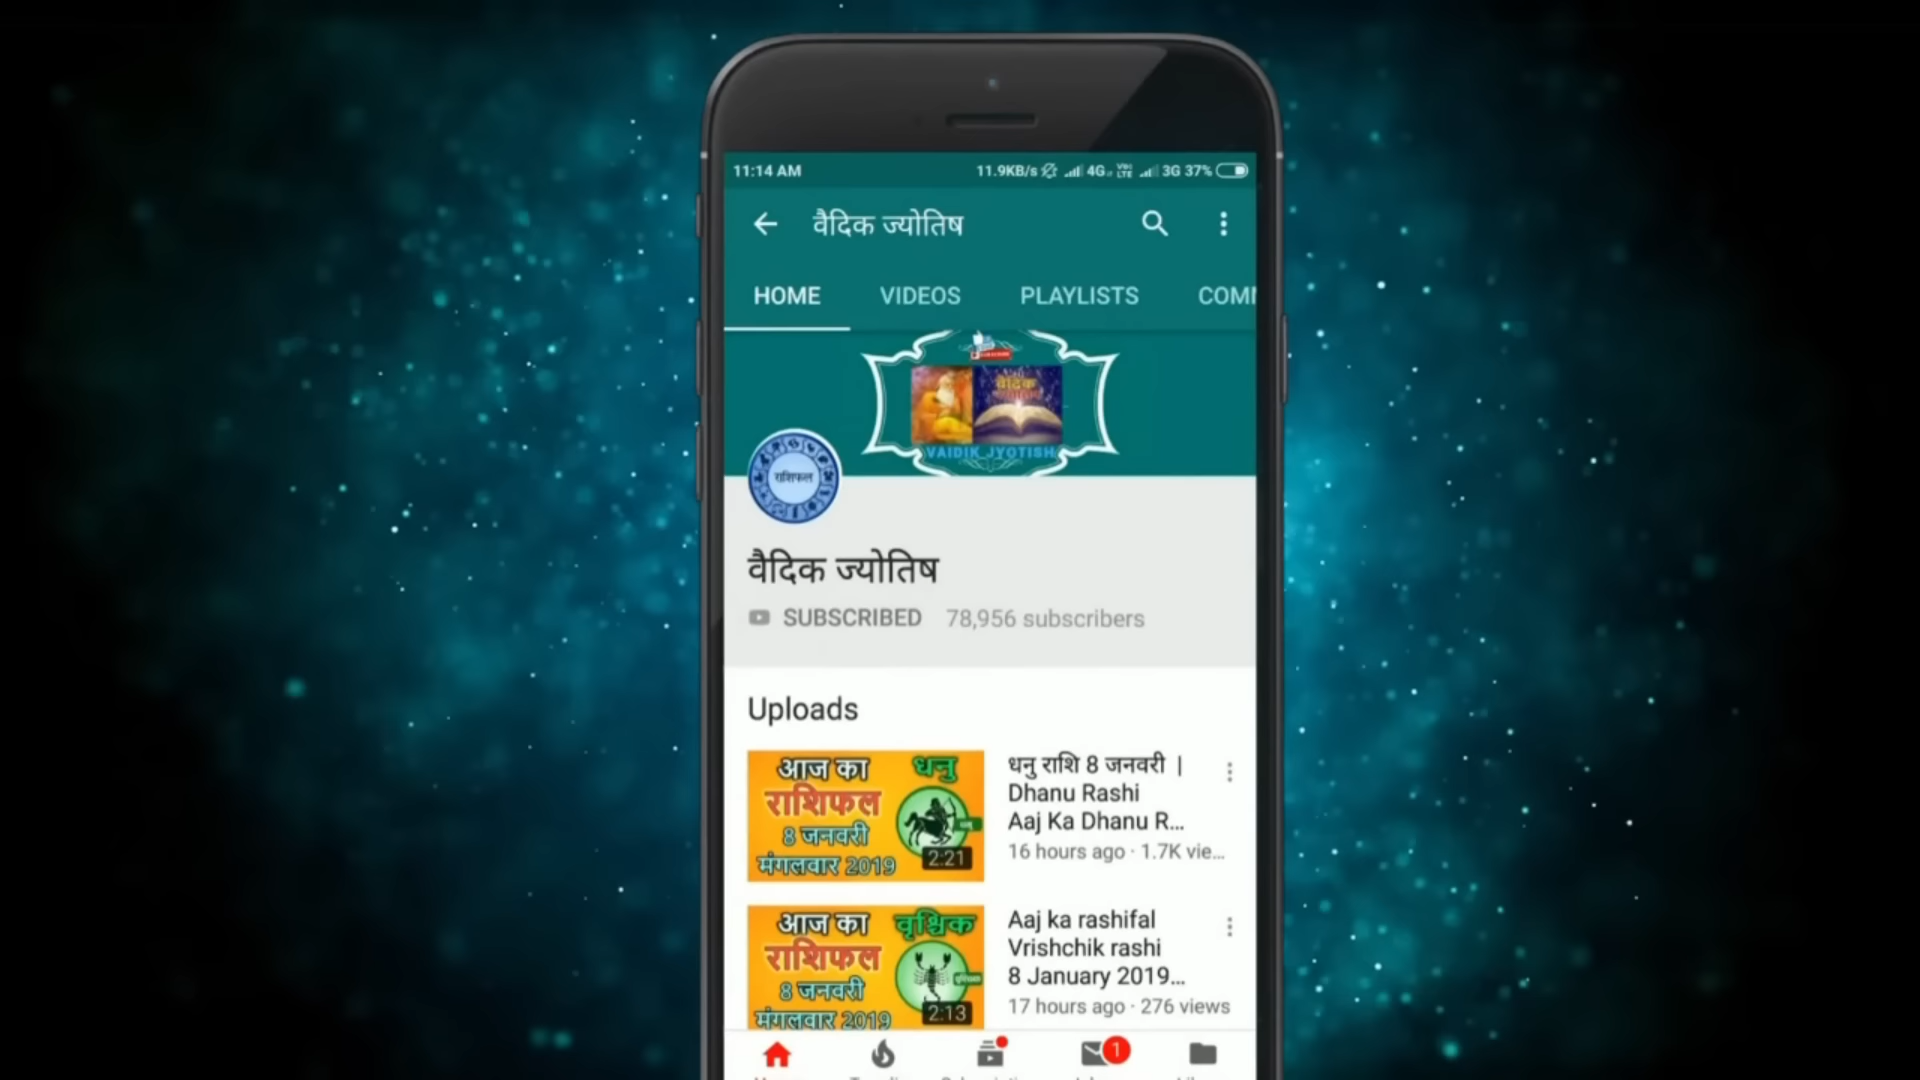 11:14 AM 11.9KB/s 4G VoLTE 3G 37%
वैदिक ज्योतिष
HOME VIDEOS PLAYLISTS COMM
वैदिक
VAIDIK JYOTISH
राशिफल
वैदिक ज्योतिष
SUBSCRIBED 78,956 subscribers
Uploads
आज का धनु
राशिफल
8 जनवरी
मंगलवार 2019
2:21
धनु राशि 8 जनवरी |
Dhanu Rashi
Aaj Ka Dhanu R...
16 hours ago · 1.7K vie...
आज का वृश्चिक
राशिफल
8 जनवरी
मंगलवार 2019
2:13
Aaj ka rashifal
Vrishchik rashi
8 January 2019...
17 hours ago · 276 views
1